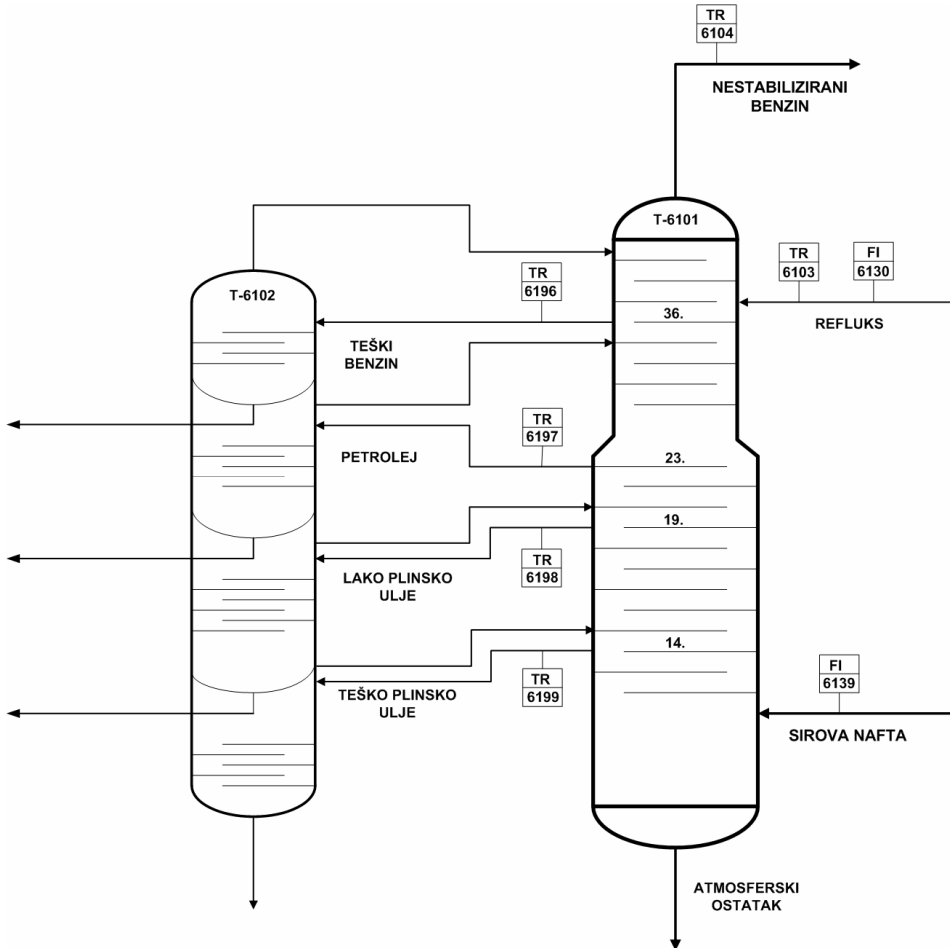 TR
6104
NESTABILIZIRANI
BENZIN
T-6101
TR
6103
FI
6130
REFLUKS
TR
6196
T-6102
36.
TEŠKI
BENZIN
TR
6197
PETROLEJ
23.
19.
TR
6198
LAKO PLINSKO
ULJE
14.
TR
6199
TEŠKO PLINSKO
ULJE
FI
6139
SIROVA NAFTA
ATMOSFERSKI
OSTATAK